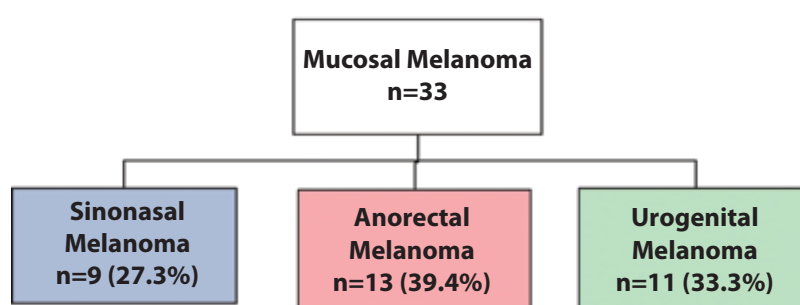 Mucosal Melanoma
n=33
Sinonasal
Melanoma
n=9 (27.3%)
Anorectal
Melanoma
n=13 (39.4%)
Urogenital
Melanoma
n=11 (33.3%)